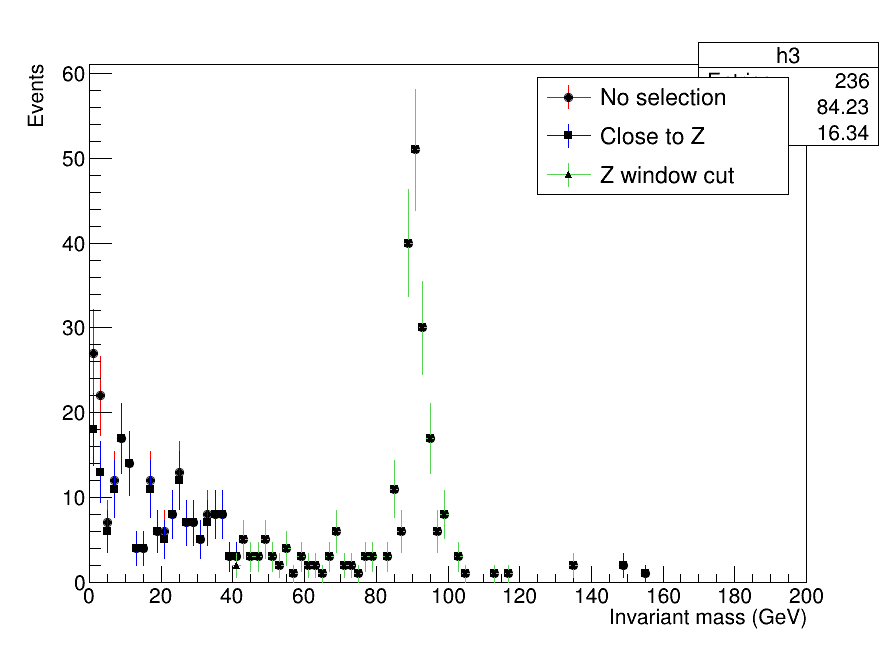 h3
236
84.23
16.34
No selection
Close to Z
Z window cut
Events
60
50
40
30
20
10
0
0 20 40 60 80 100 120 140 160 180 200
Invariant mass (GeV)